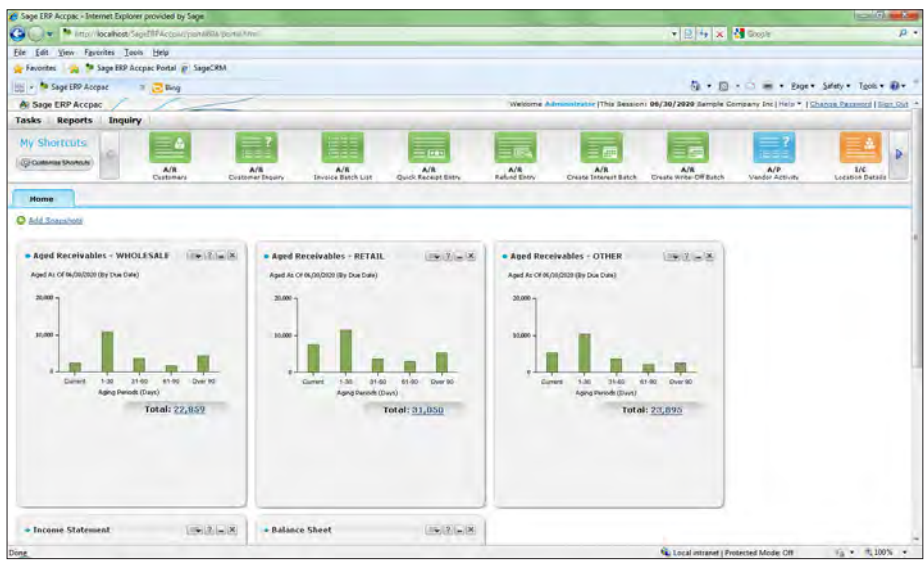 Sage ERP Accpac - Internet Explorer provided by Sage
Google
File Edit View Favorites Tools Help
Favorites Sage ERP Accpac Portal SageCRM
Sage ERP Accpac Bing Page Safety Tools
Sage ERP Accpac Welcome Administrator | This Session: 06/30/2020 Sample Company Inc | Help | Change Password | Sign Out
Tasks Reports Inquiry
My Shortcuts
Customize Shortcuts
A/R A/R A/R A/R A/R A/R A/R A/P I/C
Customers Customer Inquiry Invoice Batch List Quick Receipt Entry Refund Entry Create Interest Batch Create Write-Off Batch Vendor Activity Location Details
Home
Add Snapshots
Aged Receivables - WHOLESALE
Aged As Of 06/30/2020 (By Due Date)
20,000
10,000
0
Current 1-30 31-60 61-90 Over 90
Aging Periods (Days)
Total: 22,859
Aged Receivables - RETAIL
Aged As Of 06/30/2020 (By Due Date)
20,000
10,000
0
Current 1-30 31-60 61-90 Over 90
Aging Periods (Days)
Total: 31,050
Aged Receivables - OTHER
Aged As Of 06/30/2020 (By Due Date)
20,000
10,000
0
Current 1-30 31-60 61-90 Over 90
Aging Periods (Days)
Total: 23,895
Income Statement
Balance Sheet
Done Local intranet | Protected Mode: Off 100%